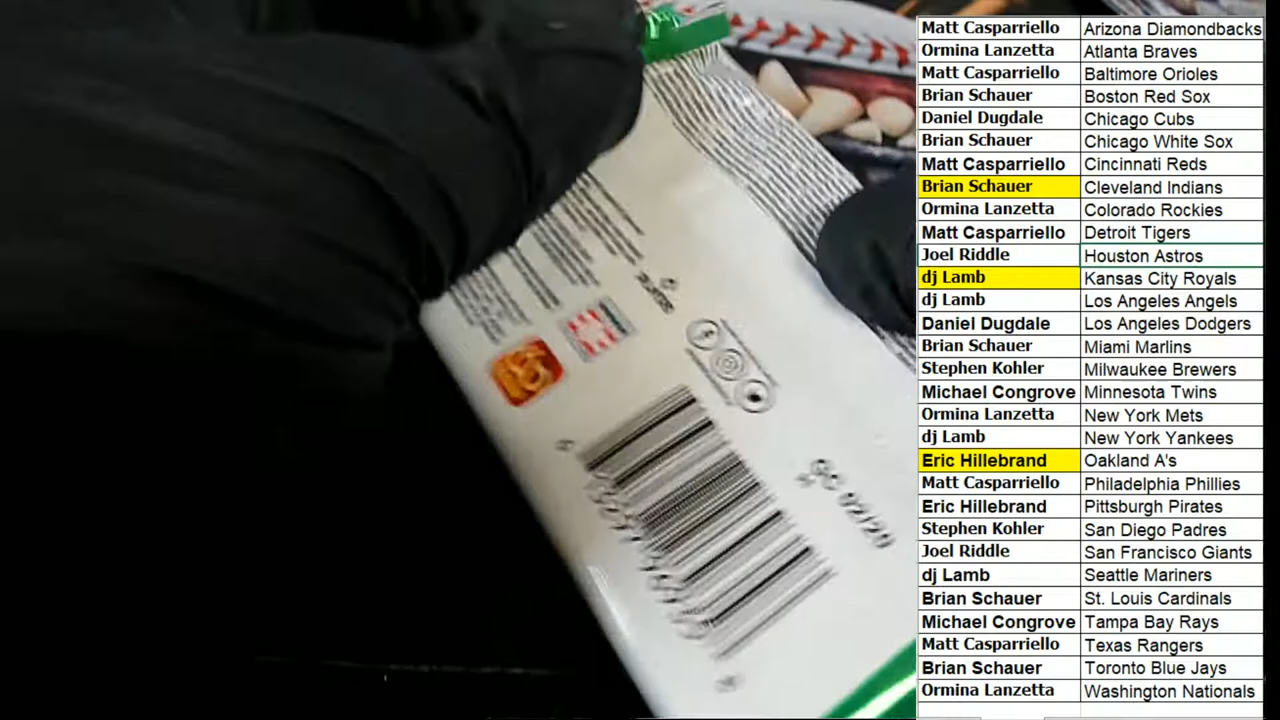 Matt Casparriello Arizona Diamondbacks
Ormina Lanzetta Atlanta Braves
Matt Casparriello Baltimore Orioles
Brian Schauer Boston Red Sox
Daniel Dugdale Chicago Cubs
Brian Schauer Chicago White Sox
Matt Casparriello Cincinnati Reds
Brian Schauer Cleveland Indians
Ormina Lanzetta Colorado Rockies
Matt Casparriello Detroit Tigers
Joel Riddle Houston Astros
dj Lamb Kansas City Royals
dj Lamb Los Angeles Angels
Daniel Dugdale Los Angeles Dodgers
Brian Schauer Miami Marlins
Stephen Kohler Milwaukee Brewers
Michael Congrove Minnesota Twins
Ormina Lanzetta New York Mets
dj Lamb New York Yankees
Eric Hillebrand Oakland A's
Matt Casparriello Philadelphia Phillies
Eric Hillebrand Pittsburgh Pirates
Stephen Kohler San Diego Padres
Joel Riddle San Francisco Giants
dj Lamb Seattle Mariners
Brian Schauer St. Louis Cardinals
Michael Congrove Tampa Bay Rays
Matt Casparriello Texas Rangers
Brian Schauer Toronto Blue Jays
Ormina Lanzetta Washington Nationals